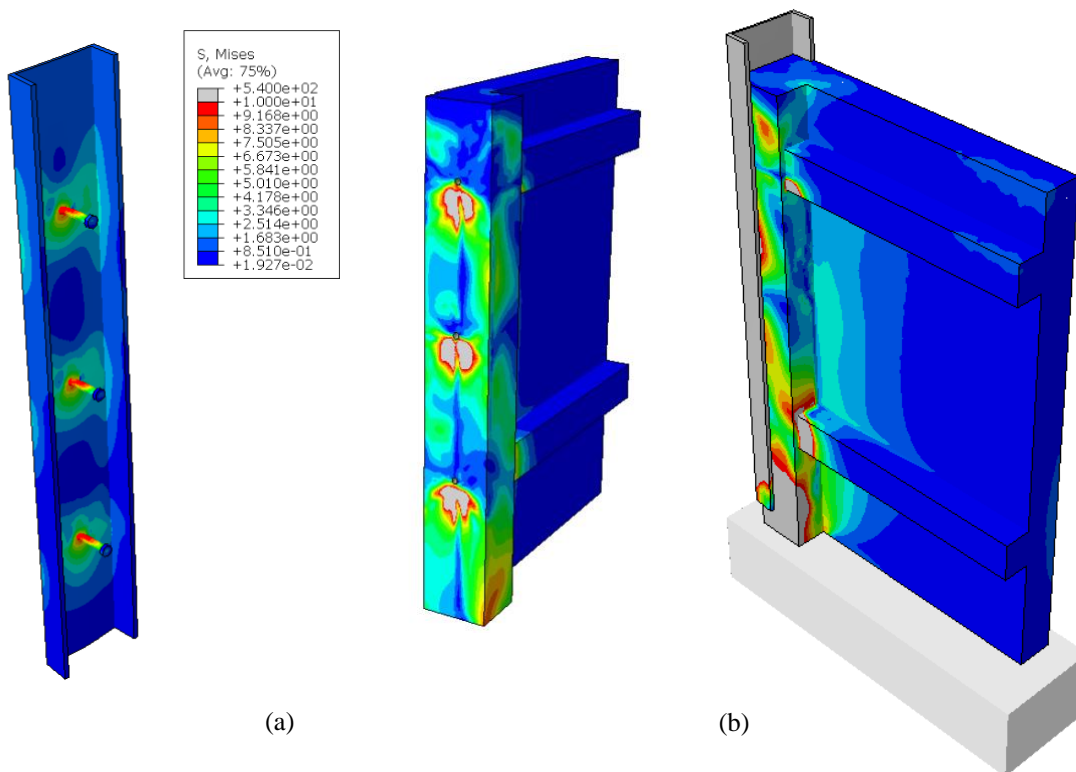 S, Mises
(Avg: 75%)
+5.400e+02
+1.000e+01
+9.168e+00
+8.337e+00
+7.505e+00
+6.673e+00
+5.841e+00
+5.010e+00
+4.178e+00
+3.346e+00
+2.514e+00
+1.683e+00
+8.510e-01
+1.927e-02
(a)
(b)